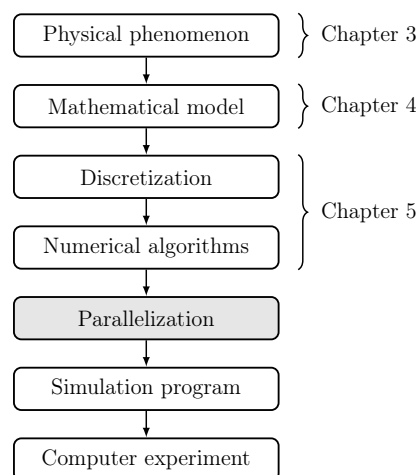 Physical phenomenon
Chapter 3
Mathematical model
Chapter 4
Discretization
Chapter 5
Numerical algorithms
Parallelization
Simulation program
Computer experiment